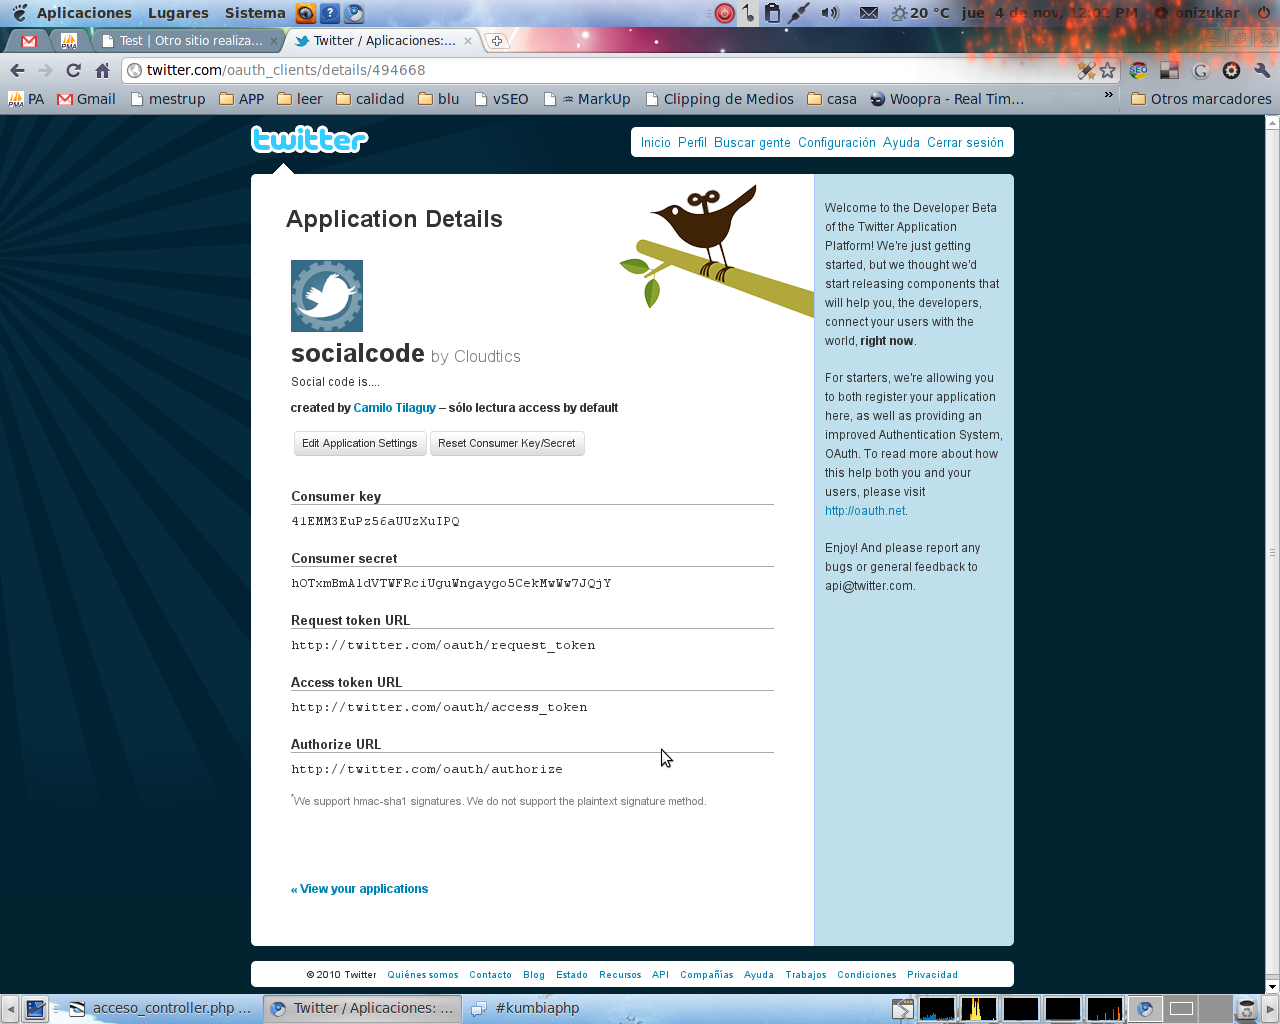 Aplicaciones Lugares Sistema
20 °C jue 4 de nov, 12:02 PM onizukar
PMA Test | Otro sitio realiza... Twitter / Aplicaciones:...
twitter.com/oauth_clients/details/494668
SEO
PMA PA Gmail mestrup APP leer calidad blu vSEO MarkUp Clipping de Medios casa Woopra - Real Tim... » Otros marcadores
twitter
Inicio Perfil Buscar gente Configuración Ayuda Cerrar sesión
Application Details
socialcode by Cloudtics
Social code is....
created by Camilo Tilaguy – sólo lectura access by default
Edit Application Settings Reset Consumer Key/Secret
Consumer key
41EMM3EuPz56aUUzXuIPQ
Consumer secret
hOTxmBmAldVTWFRciUguWngaygo5CekMwWw7JQjY
Request token URL
http://twitter.com/oauth/request_token
Access token URL
http://twitter.com/oauth/access_token
Authorize URL
http://twitter.com/oauth/authorize
*We support hmac-sha1 signatures. We do not support the plaintext signature method.
« View your applications
Welcome to the Developer Beta
of the Twitter Application
Platform! We're just getting
started, but we thought we'd
start releasing components that
will help you, the developers,
connect your users with the
world, right now.
For starters, we're allowing you
to both register your application
here, as well as providing an
improved Authentication System,
OAuth. To read more about how
this help both you and your
users, please visit
http://oauth.net.
Enjoy! And please report any
bugs or general feedback to
api@twitter.com.
© 2010 Twitter Quiénes somos Contacto Blog Estado Recursos API Compañías Ayuda Trabajos Condiciones Privacidad
acceso_controller.php ... Twitter / Aplicaciones: ... #kumbiaphp